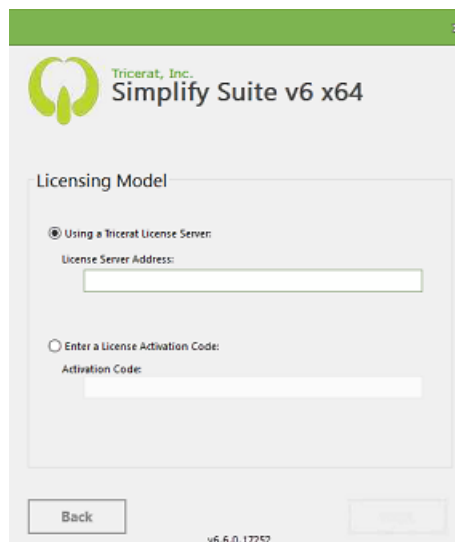 Tricerat, Inc.
Simplify Suite v6 x64
Licensing Model
Using a Tricerat License Server:
License Server Address:
Enter a License Activation Code:
Activation Code:
Back
v6.6.0.17252